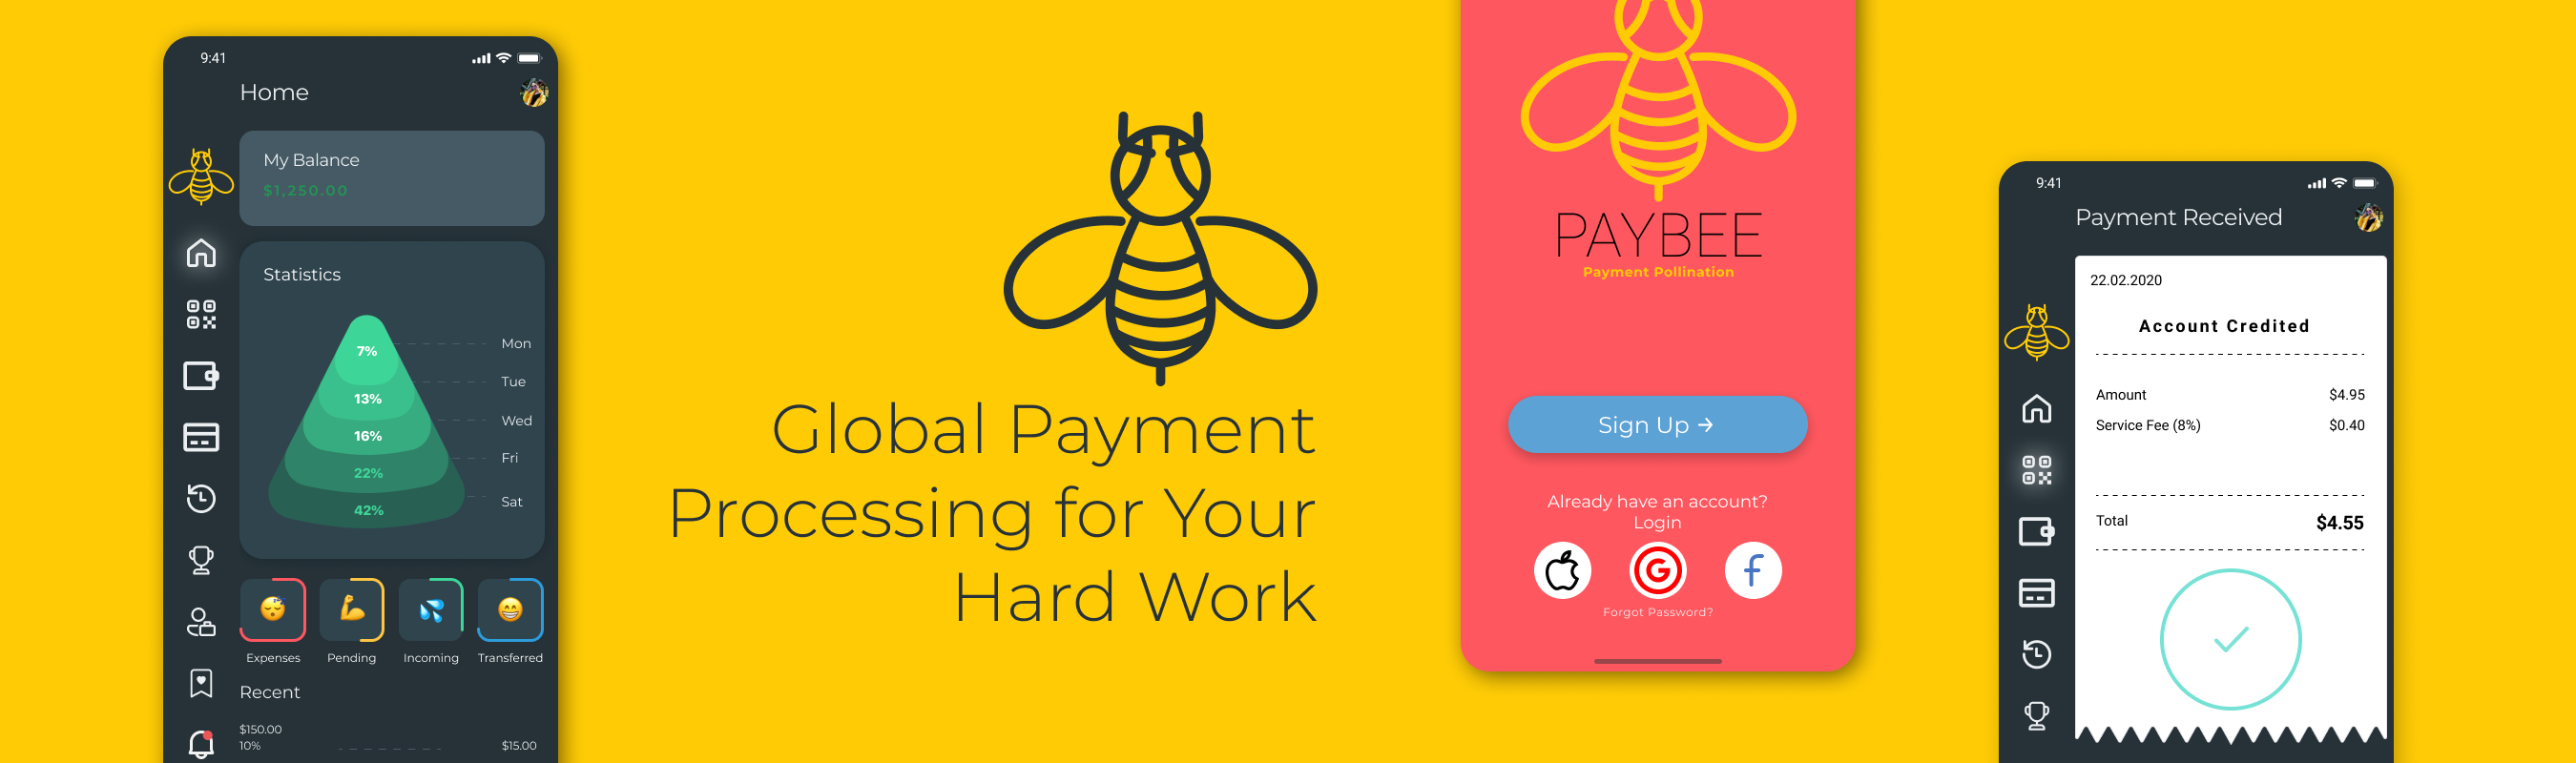 9:41
Home
My Balance
$1,250.00
Statistics
7%
Mon
13%
Tue
16%
Wed
22%
Fri
42%
Sat
Expenses
Pending
Incoming
Transferred
Recent
$150.00
10%
$15.00
Global Payment
Processing for Your
Hard Work
PAYBEE
Payment Pollination
Sign Up →
Already have an account?
Login
G
f
Forgot Password?
9:41
Payment Received
22.02.2020
Account Credited
Amount $4.95
Service Fee (8%) $0.40
Total $4.55